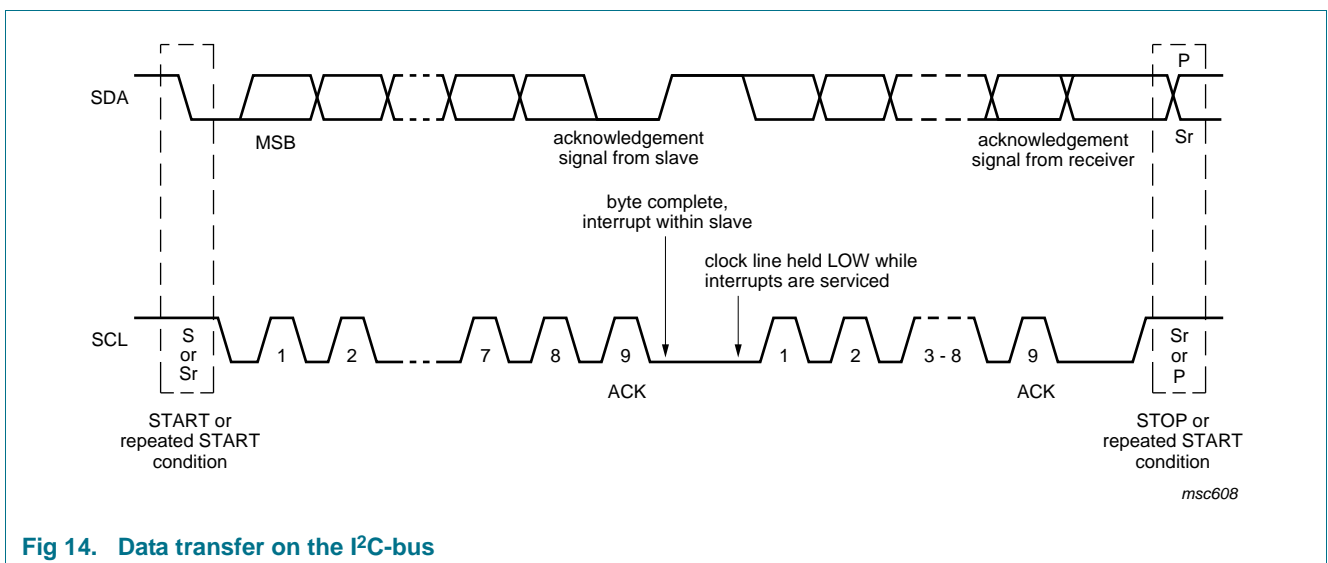 P
SDA
MSB
acknowledgement
signal from slave
acknowledgement
signal from receiver
Sr
byte complete,
interrupt within slave
clock line held LOW while
interrupts are serviced
SCL
S
or
Sr
1
2
7
8
9
1
2
3 - 8
9
Sr
or
P
ACK
ACK
START or
repeated START
condition
STOP or
repeated START
condition
msc608
Fig 14. Data transfer on the I²C-bus